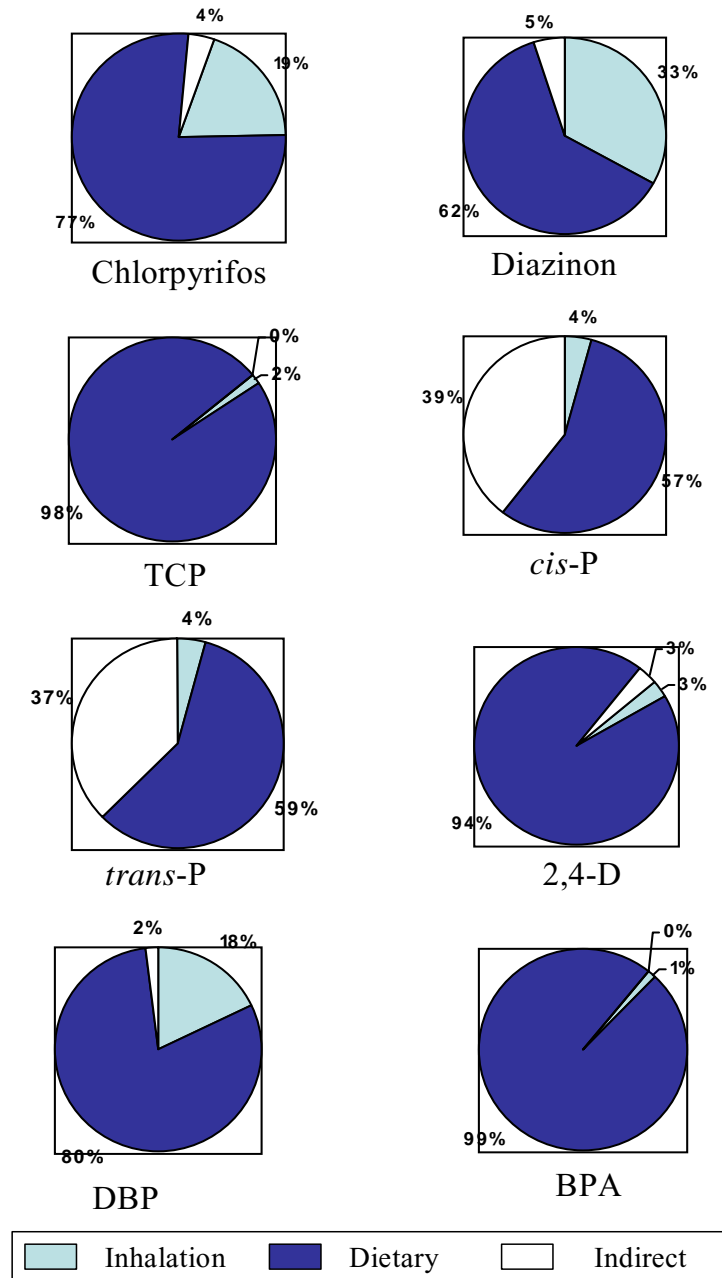 4%
19%
77%
Chlorpyrifos
5%
33%
62%
Diazinon
0%
2%
98%
TCP
4%
39%
57%
cis-P
4%
37%
59%
trans-P
3%
3%
94%
2,4-D
2%
18%
80%
DBP
0%
1%
99%
BPA
Inhalation Dietary Indirect